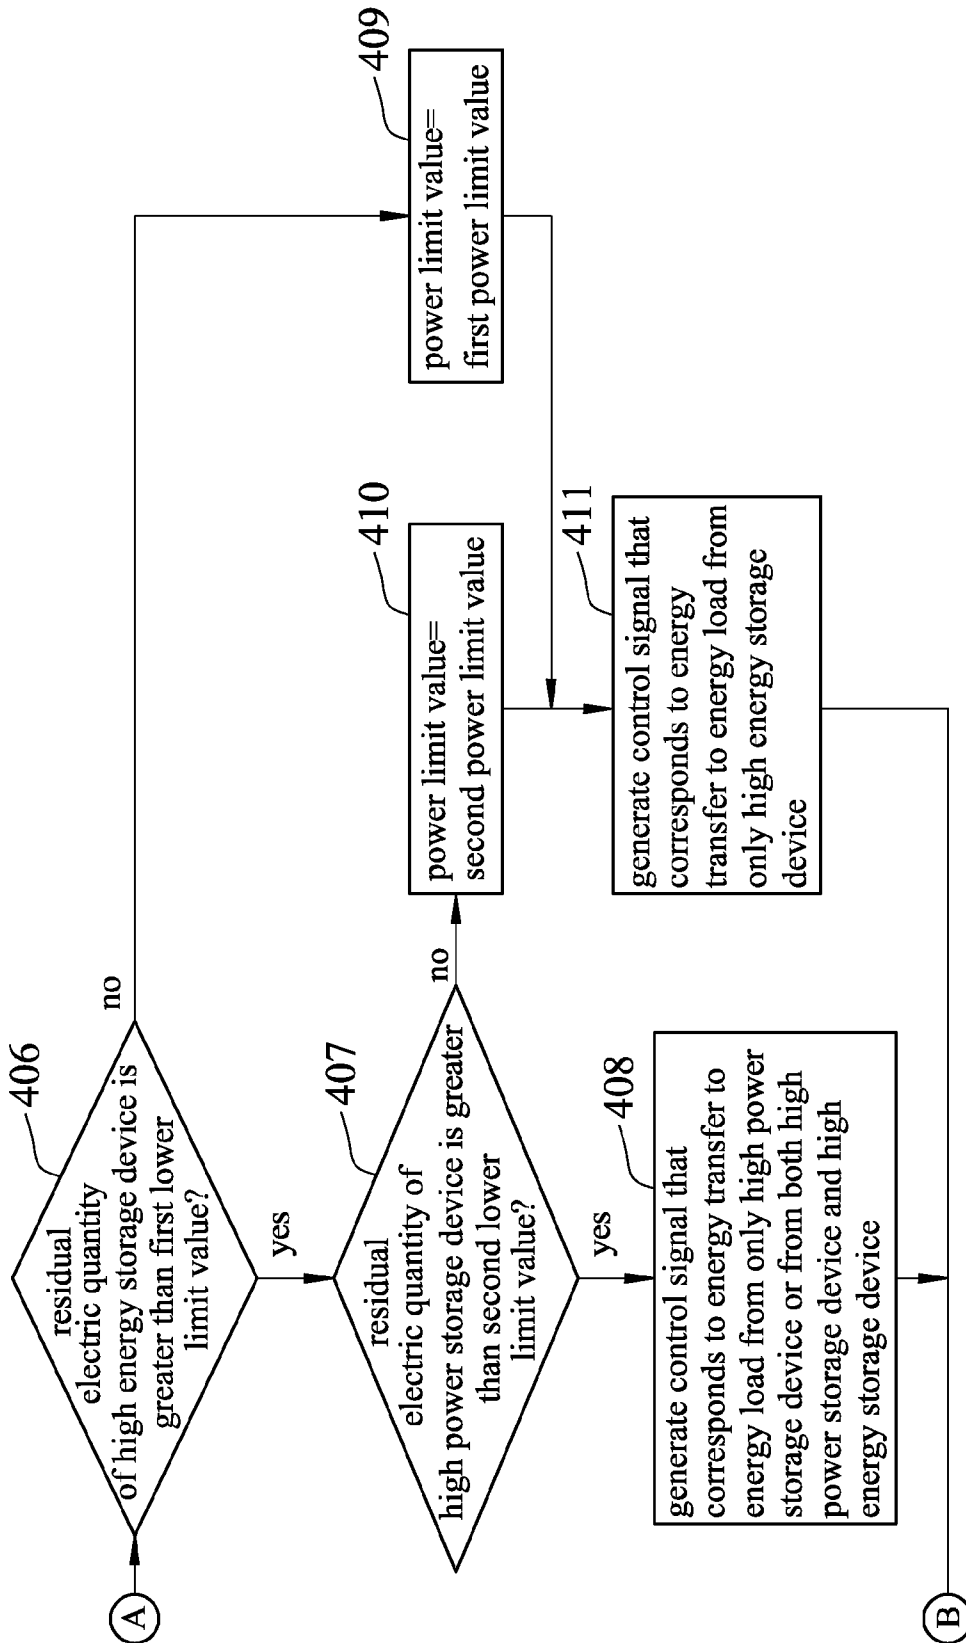 A
406
residual
electric quantity
of high energy storage device is
greater than first lower
limit value?
no
yes
407
residual
electric quantity of
high power storage device is greater
than second lower
limit value?
no
yes
408
generate control signal that
corresponds to energy transfer to
energy load from only high power
storage device or from both high
power storage device and high
energy storage device
409
power limit value=
first power limit value
410
power limit value=
second power limit value
411
generate control signal that
corresponds to energy
transfer to energy load from
only high energy storage
device
B